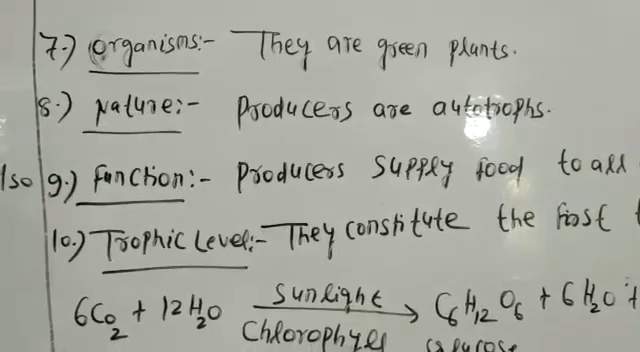 7.) Organisms:- They are green plants.
8.) Nature:- Producers are autotrophs.
9.) Function:- Producers supply food to all
10.) Trophic Level:- They constitute the first
6CO2 + 12H2O Sunlight Chlorophyll → C6H12O6 + 6H2O +
Glucose